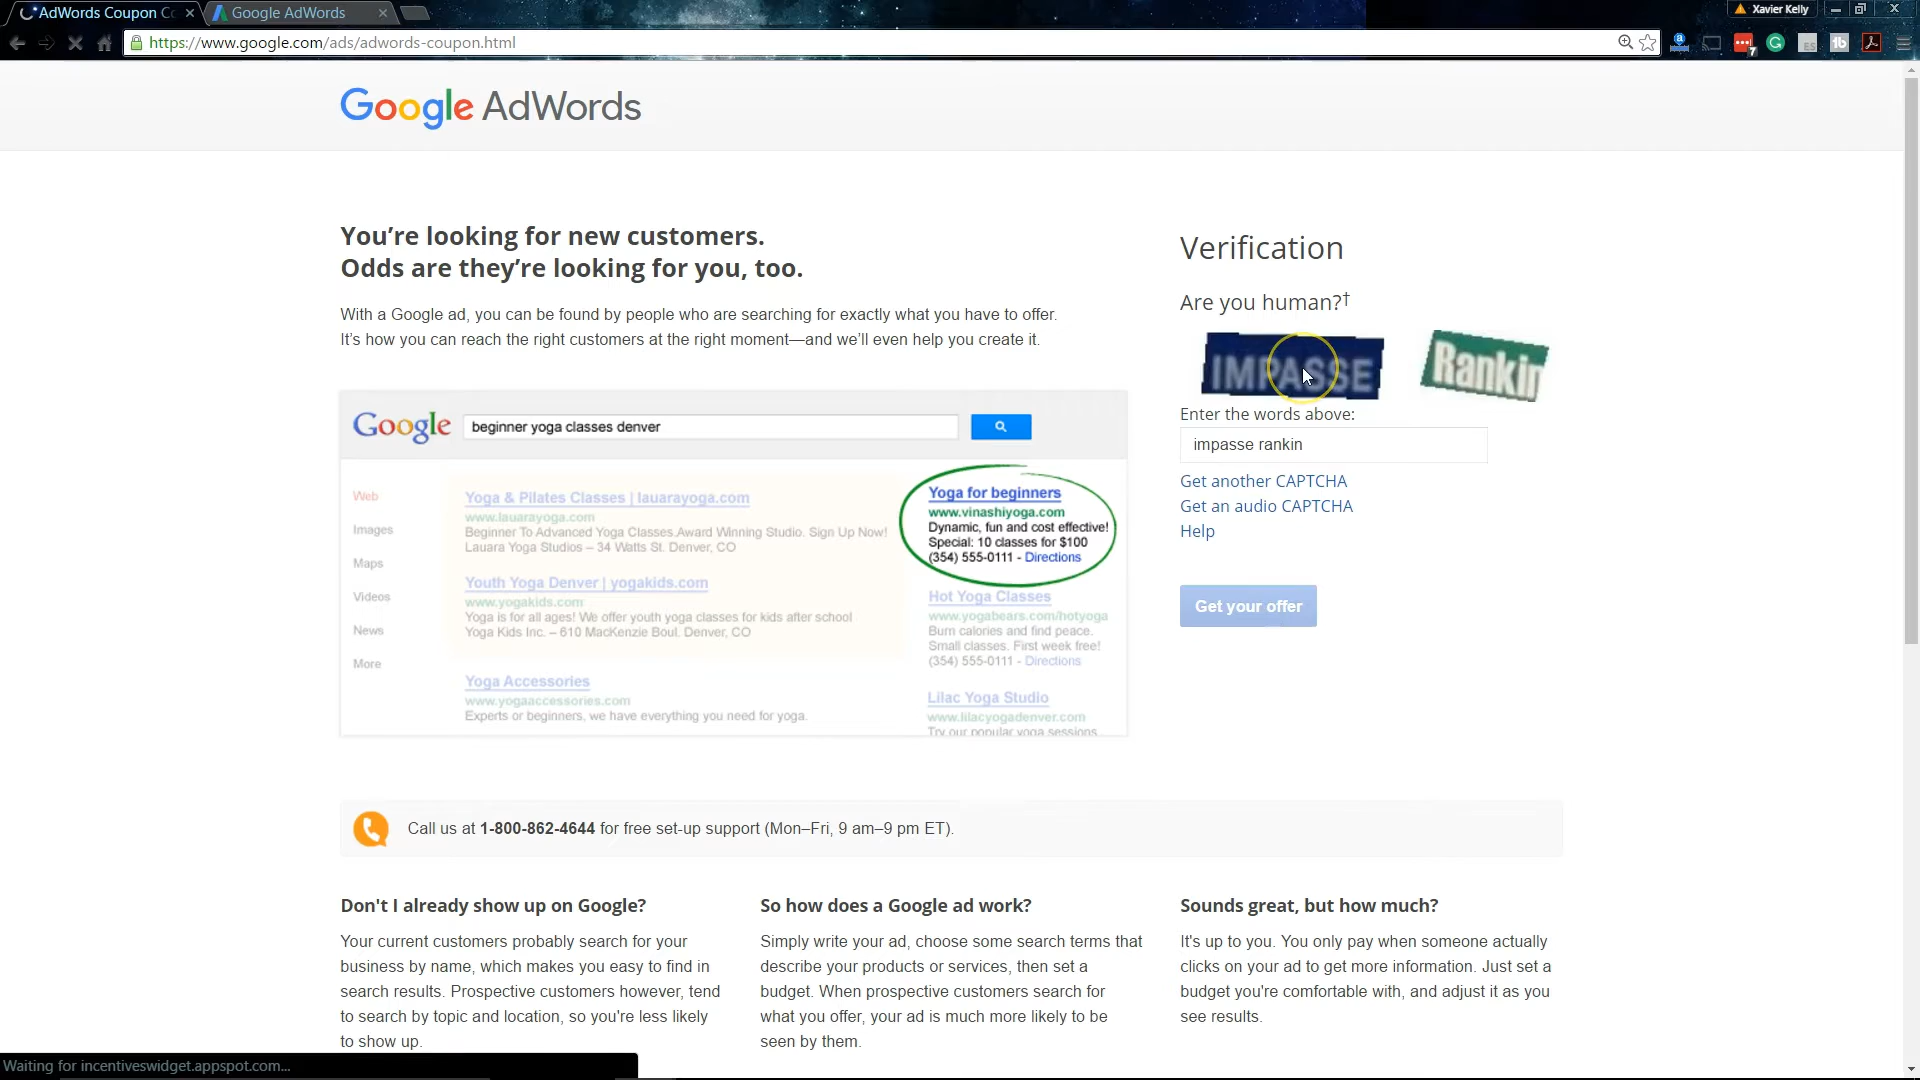 AdWords Coupon Co
Google AdWords
Xavier Kelly
https://www.google.com/ads/adwords-coupon.html
7
ES
Google AdWords
You're looking for new customers.
Odds are they're looking for you, too.
With a Google ad, you can be found by people who are searching for exactly what you have to offer.
It's how you can reach the right customers at the right moment—and we'll even help you create it.
Google
beginner yoga classes denver
Web
Images
Maps
Videos
News
More
Yoga & Pilates Classes | lauarayoga.com
www.lauarayoga.com
Beginner To Advanced Yoga Classes.Award Winning Studio. Sign Up Now!
Lauara Yoga Studios – 34 Watts St. Denver, CO
Youth Yoga Denver | yogakids.com
www.yogakids.com
Yoga is for all ages! We offer youth yoga classes for kids after school
Yoga Kids Inc. – 610 MacKenzie Boul. Denver, CO
Yoga Accessories
www.yogaaccessories.com
Experts or beginners, we have everything you need for yoga.
Yoga for beginners
www.vinashiyoga.com
Dynamic, fun and cost effective!
Special: 10 classes for $100
(354) 555-0111 - Directions
Hot Yoga Classes
www.yogabears.com/hotyoga
Burn calories and find peace.
Small classes. First week free!
(354) 555-0111 - Directions
Lilac Yoga Studio
www.lilacyogadenver.com
Try our popular yoga sessions
Verification
Are you human?†
IMPASSE Rankin
Enter the words above:
impasse rankin
Get another CAPTCHA
Get an audio CAPTCHA
Help
Get your offer
Call us at 1-800-862-4644 for free set-up support (Mon–Fri, 9 am–9 pm ET).
Don't I already show up on Google?
Your current customers probably search for your
business by name, which makes you easy to find in
search results. Prospective customers however, tend
to search by topic and location, so you're less likely
to show up.
So how does a Google ad work?
Simply write your ad, choose some search terms that
describe your products or services, then set a
budget. When prospective customers search for
what you offer, your ad is much more likely to be
seen by them.
Sounds great, but how much?
It's up to you. You only pay when someone actually
clicks on your ad to get more information. Just set a
budget you're comfortable with, and adjust it as you
see results.
Waiting for incentiveswidget.appspot.com...